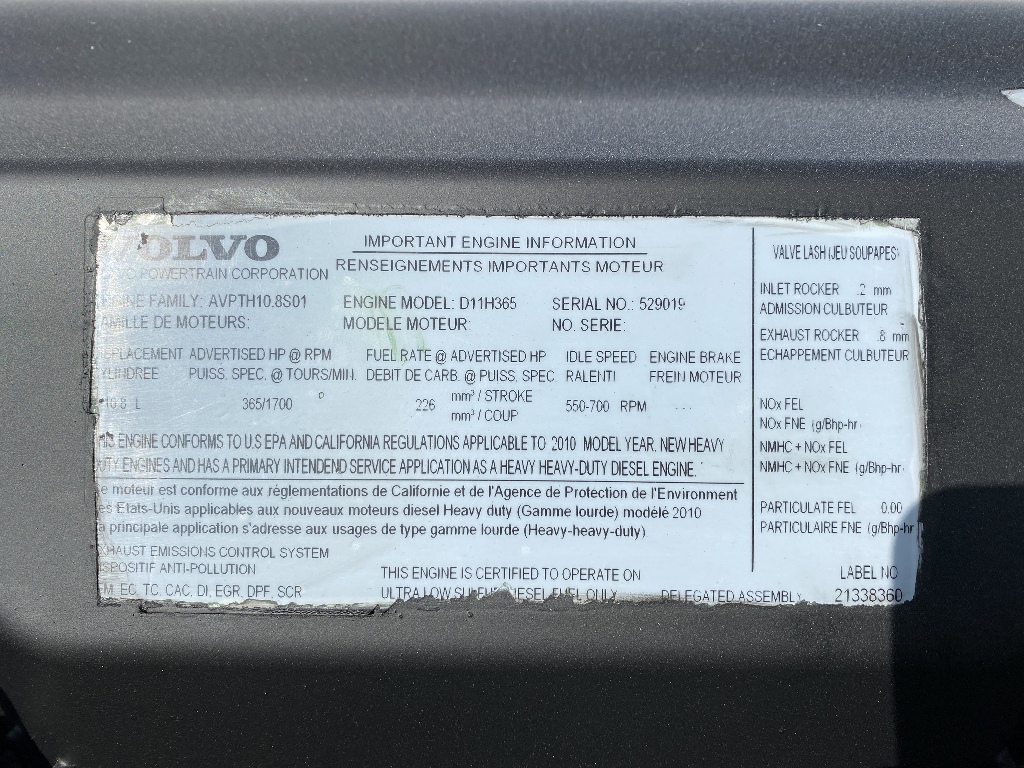 VOLVO
POWERTRAIN CORPORATION
IMPORTANT ENGINE INFORMATION
RENSEIGNEMENTS IMPORTANTS MOTEUR
FAMILY: AVPTH10.8S01 ENGINE MODEL: D11H365 SERIAL NO.: 529019
DE MOTEURS: MODELE MOTEUR: NO. SERIE:
ADVERTISED HP @ RPM FUEL RATE @ ADVERTISED HP IDLE SPEED ENGINE BRAKE
PUISS. SPEC. @ TOURS/MIN. DEBIT DE CARB. @ PUISS. SPEC RALENTI FREIN MOTEUR
10.8 L 365/1700 226 mm³ / STROKE 550-700 RPM
mm³ / COUP
ENGINE CONFORMS TO U.S EPA AND CALIFORNIA REGULATIONS APPLICABLE TO 2010 MODEL YEAR. NEW HEAVY
ENGINES AND HAS A PRIMARY INTENDEND SERVICE APPLICATION AS A HEAVY HEAVY-DUTY DIESEL ENGINE.
moteur est conforme aux réglementations de Californie et de l'Agence de Protection de l'Environment
Etats-Unis applicables aux nouveaux moteurs diesel Heavy duty (Gamme lourde) modélé 2010
principale application s'adresse aux usages de type gamme lourde (Heavy-heavy-duty)
EMISSIONS CONTROL SYSTEM
ANTI-POLLUTION
EC, TC, CAC, DI, EGR, DPF, SCR
THIS ENGINE IS CERTIFIED TO OPERATE ON
ULTRA LOW DIESEL FUEL ONLY DELEGATED ASSEMBLY
VALVE LASH (JEU SOUPAPES)
INLET ROCKER .2 mm
ADMISSION CULBUTEUR
EXHAUST ROCKER .8 mm
ECHAPPEMENT CULBUTEUR
NOx FEL
NOx FNE (g/Bhp-hr)
NMHC + NOx FEL
NMHC + NOx FNE (g/Bhp-hr)
PARTICULATE FEL 0.00
PARTICULAIRE FNE (g/Bhp-hr
LABEL NO
21338360